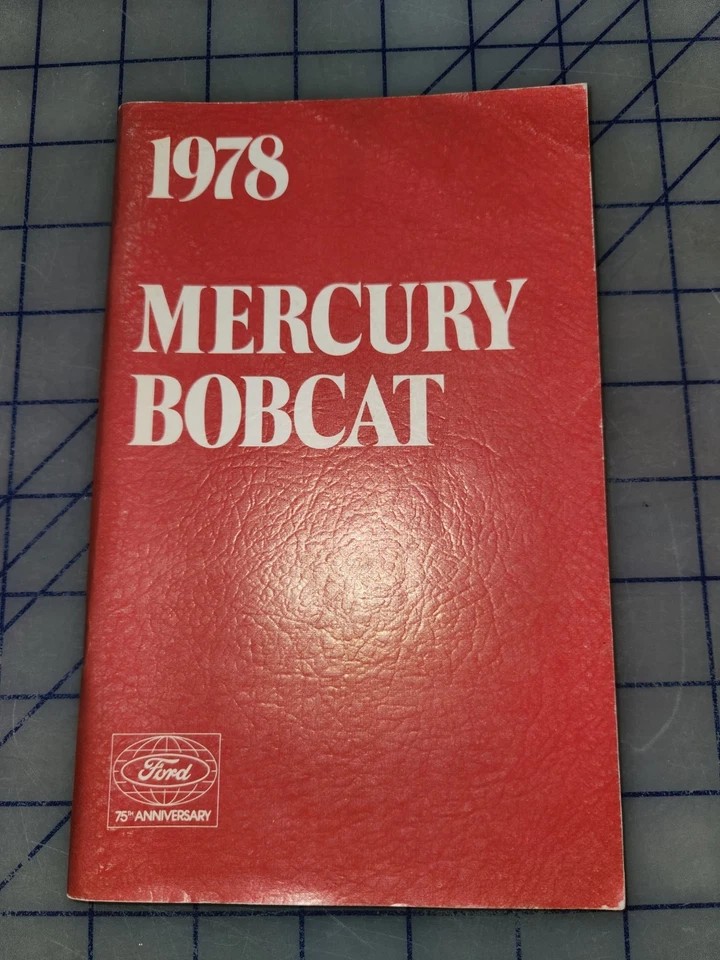 1978
MERCURY
BOBCAT
Ford
75TH ANNIVERSARY